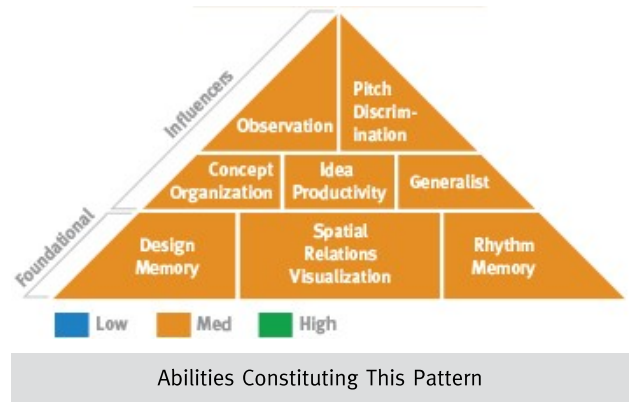 Influencers
Observation
Pitch
Discrim-
ination
Concept
Organization
Idea
Productivity
Generalist
Foundational
Design
Memory
Spatial
Relations
Visualization
Rhythm
Memory
Low
Med
High
Abilities Constituting This Pattern